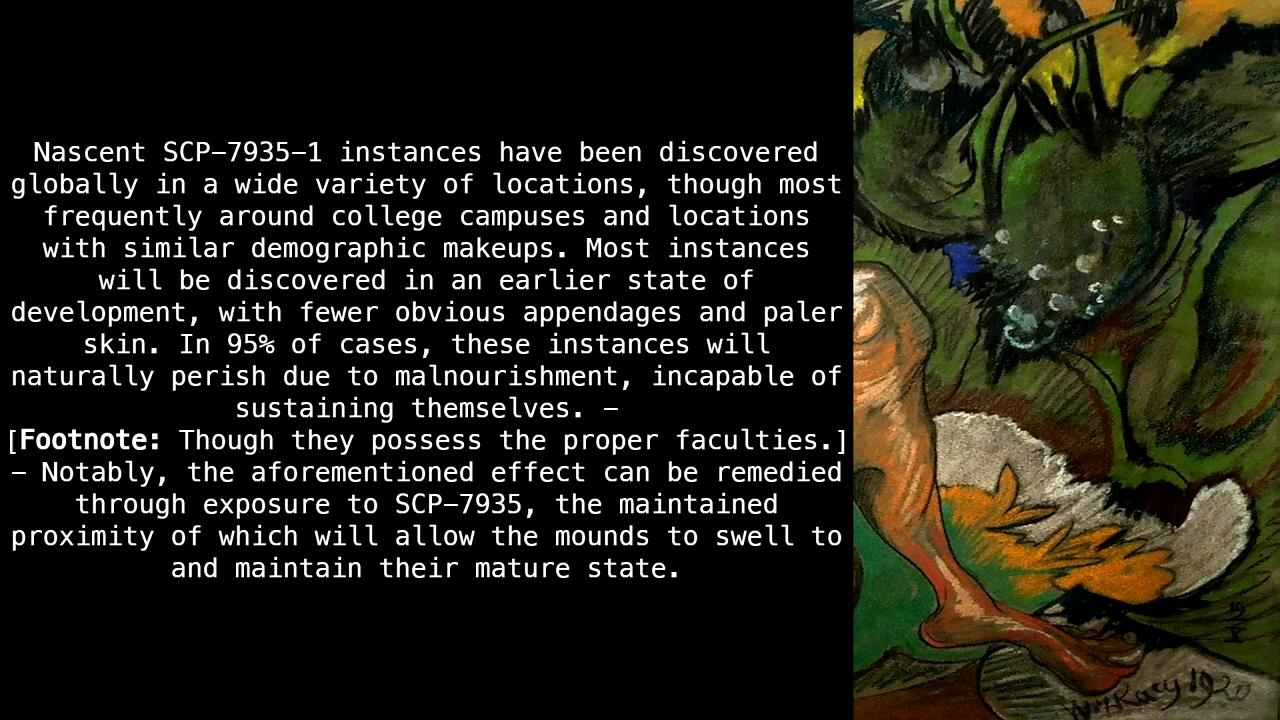 Nascent SCP–7935–1 instances have been discovered
globally in a wide variety of locations, though most
frequently around college campuses and locations
with similar demographic makeups. Most instances
will be discovered in an earlier state of
development, with fewer obvious appendages and paler
skin. In 95% of cases, these instances will
naturally perish due to malnourishment, incapable of
sustaining themselves. –
[Footnote: Though they possess the proper faculties.]
– Notably, the aforementioned effect can be remedied
through exposure to SCP–7935, the maintained
proximity of which will allow the mounds to swell to
and maintain their mature state.
1920